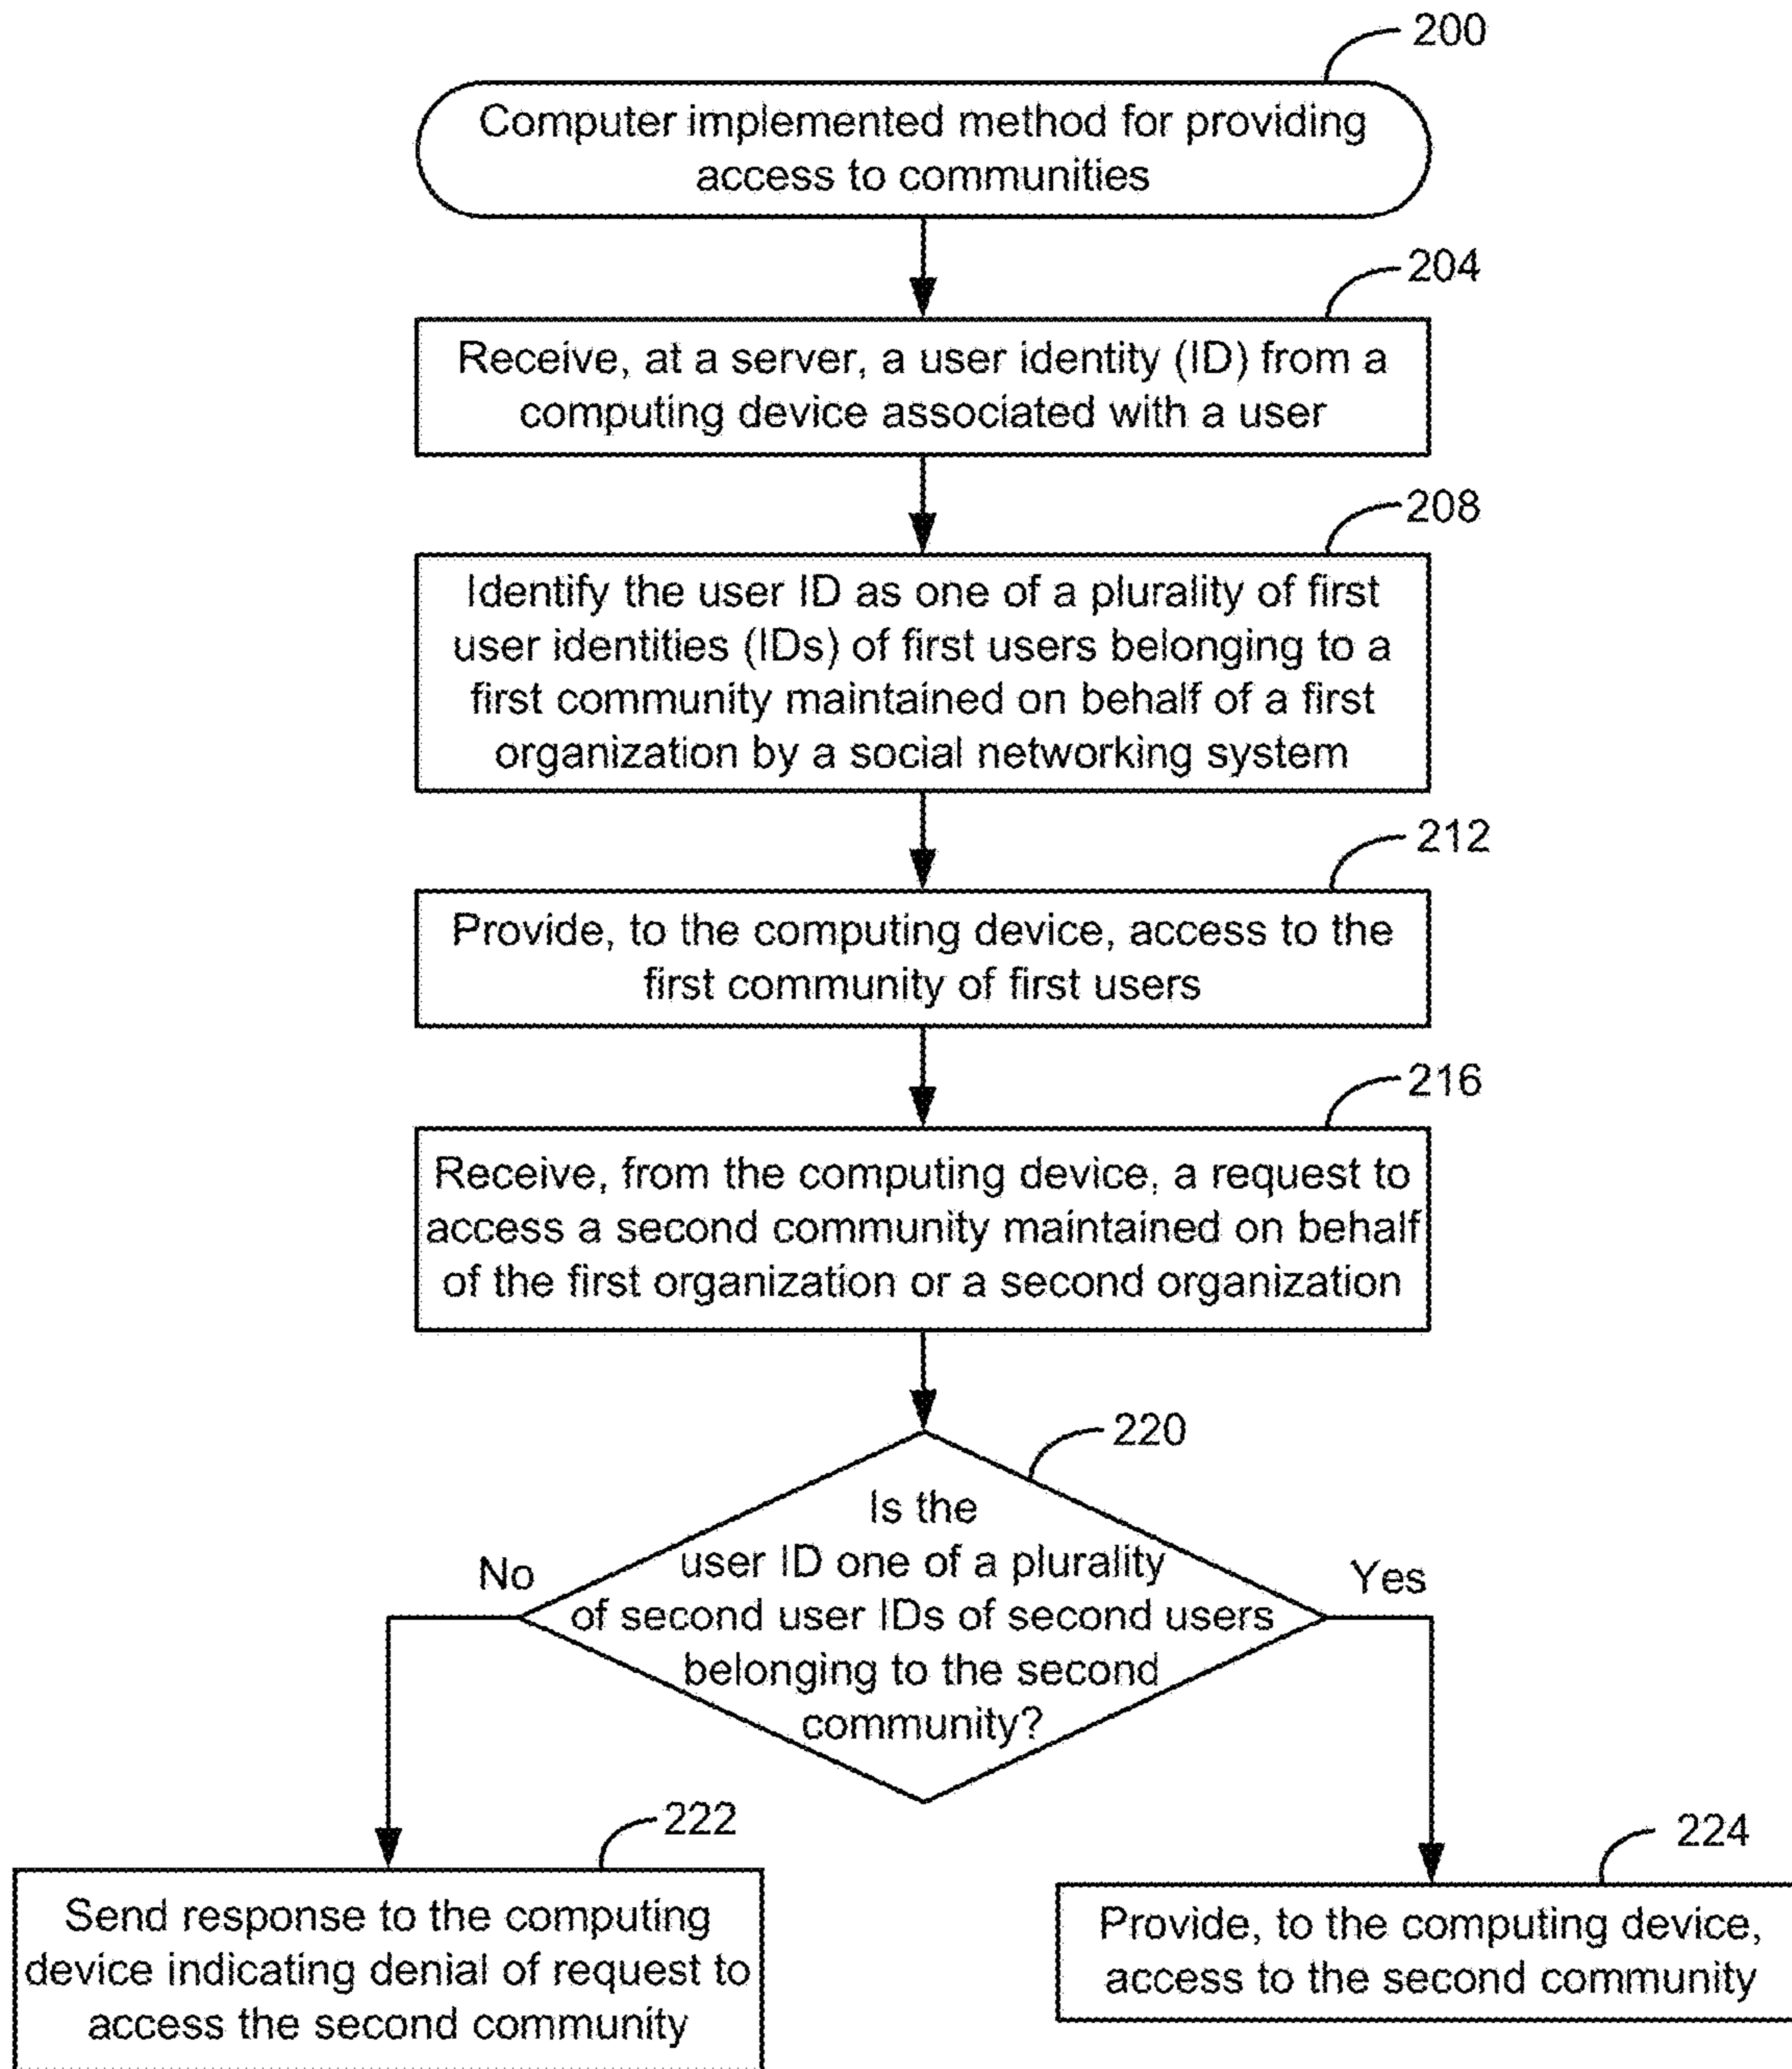 200
Computer implemented method for providing
access to communities
204
Receive, at a server, a user identity (ID) from a
computing device associated with a user
208
Identify the user ID as one of a plurality of first
user identities (IDs) of first users belonging to a
first community maintained on behalf of a first
organization by a social networking system
212
Provide, to the computing device, access to the
first community of first users
216
Receive, from the computing device, a request to
access a second community maintained on behalf
of the first organization or a second organization
220
Is the
user ID one of a plurality
of second user IDs of second users
belonging to the second
community?
No
Yes
222
Send response to the computing
device indicating denial of request to
access the second community
224
Provide, to the computing device,
access to the second community